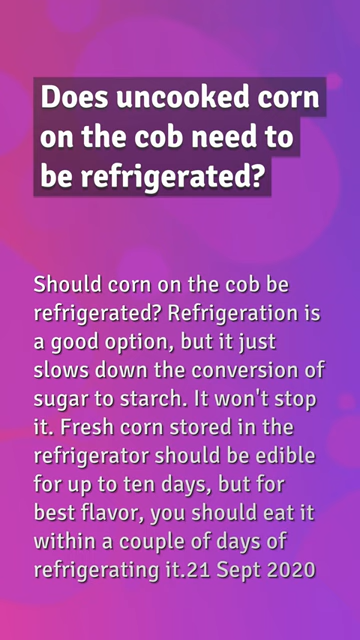 Does uncooked corn
on the cob need to
be refrigerated?
Should corn on the cob be
refrigerated? Refrigeration is
a good option, but it just
slows down the conversion of
sugar to starch. It won't stop
it. Fresh corn stored in the
refrigerator should be edible
for up to ten days, but for
best flavor, you should eat it
within a couple of days of
refrigerating it.21 Sept 2020